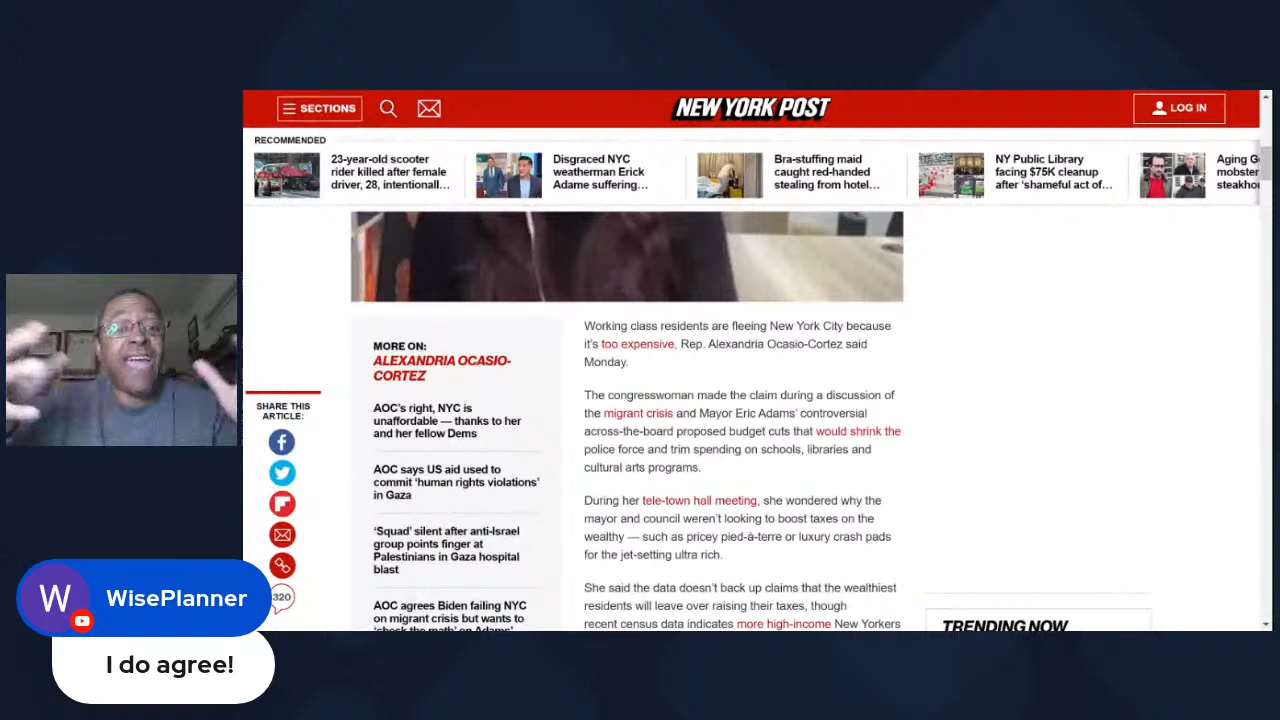 SECTIONS
NEW YORK POST
LOG IN
RECOMMENDED
23-year-old scooter
rider killed after female
driver, 28, intentionall...
Disgraced NYC
weatherman Erick
Adame suffering...
Bra-stuffing maid
caught red-handed
stealing from hotel...
NY Public Library
facing $75K cleanup
after ‘shameful act of...
Aging G
mobster
steakhou
SHARE THIS
ARTICLE:
320
MORE ON:
ALEXANDRIA OCASIO-
CORTEZ
AOC’s right, NYC is
unaffordable — thanks to her
and her fellow Dems
AOC says US aid used to
commit ‘human rights violations’
in Gaza
‘Squad’ silent after anti-Israel
group points finger at
Palestinians in Gaza hospital
blast
AOC agrees Biden failing NYC
on migrant crisis but wants to
‘check the math’ on Adams’
Working class residents are fleeing New York City because
it’s too expensive, Rep. Alexandria Ocasio-Cortez said
Monday.
The congresswoman made the claim during a discussion of
the migrant crisis and Mayor Eric Adams’ controversial
across-the-board proposed budget cuts that would shrink the
police force and trim spending on schools, libraries and
cultural arts programs.
During her tele-town hall meeting, she wondered why the
mayor and council weren’t looking to boost taxes on the
wealthy — such as pricey pied-à-terre or luxury crash pads
for the jet-setting ultra rich.
She said the data doesn’t back up claims that the wealthiest
residents will leave over raising their taxes, though
recent census data indicates more high-income New Yorkers
TRENDING NOW
W
WisePlanner
I do agree!